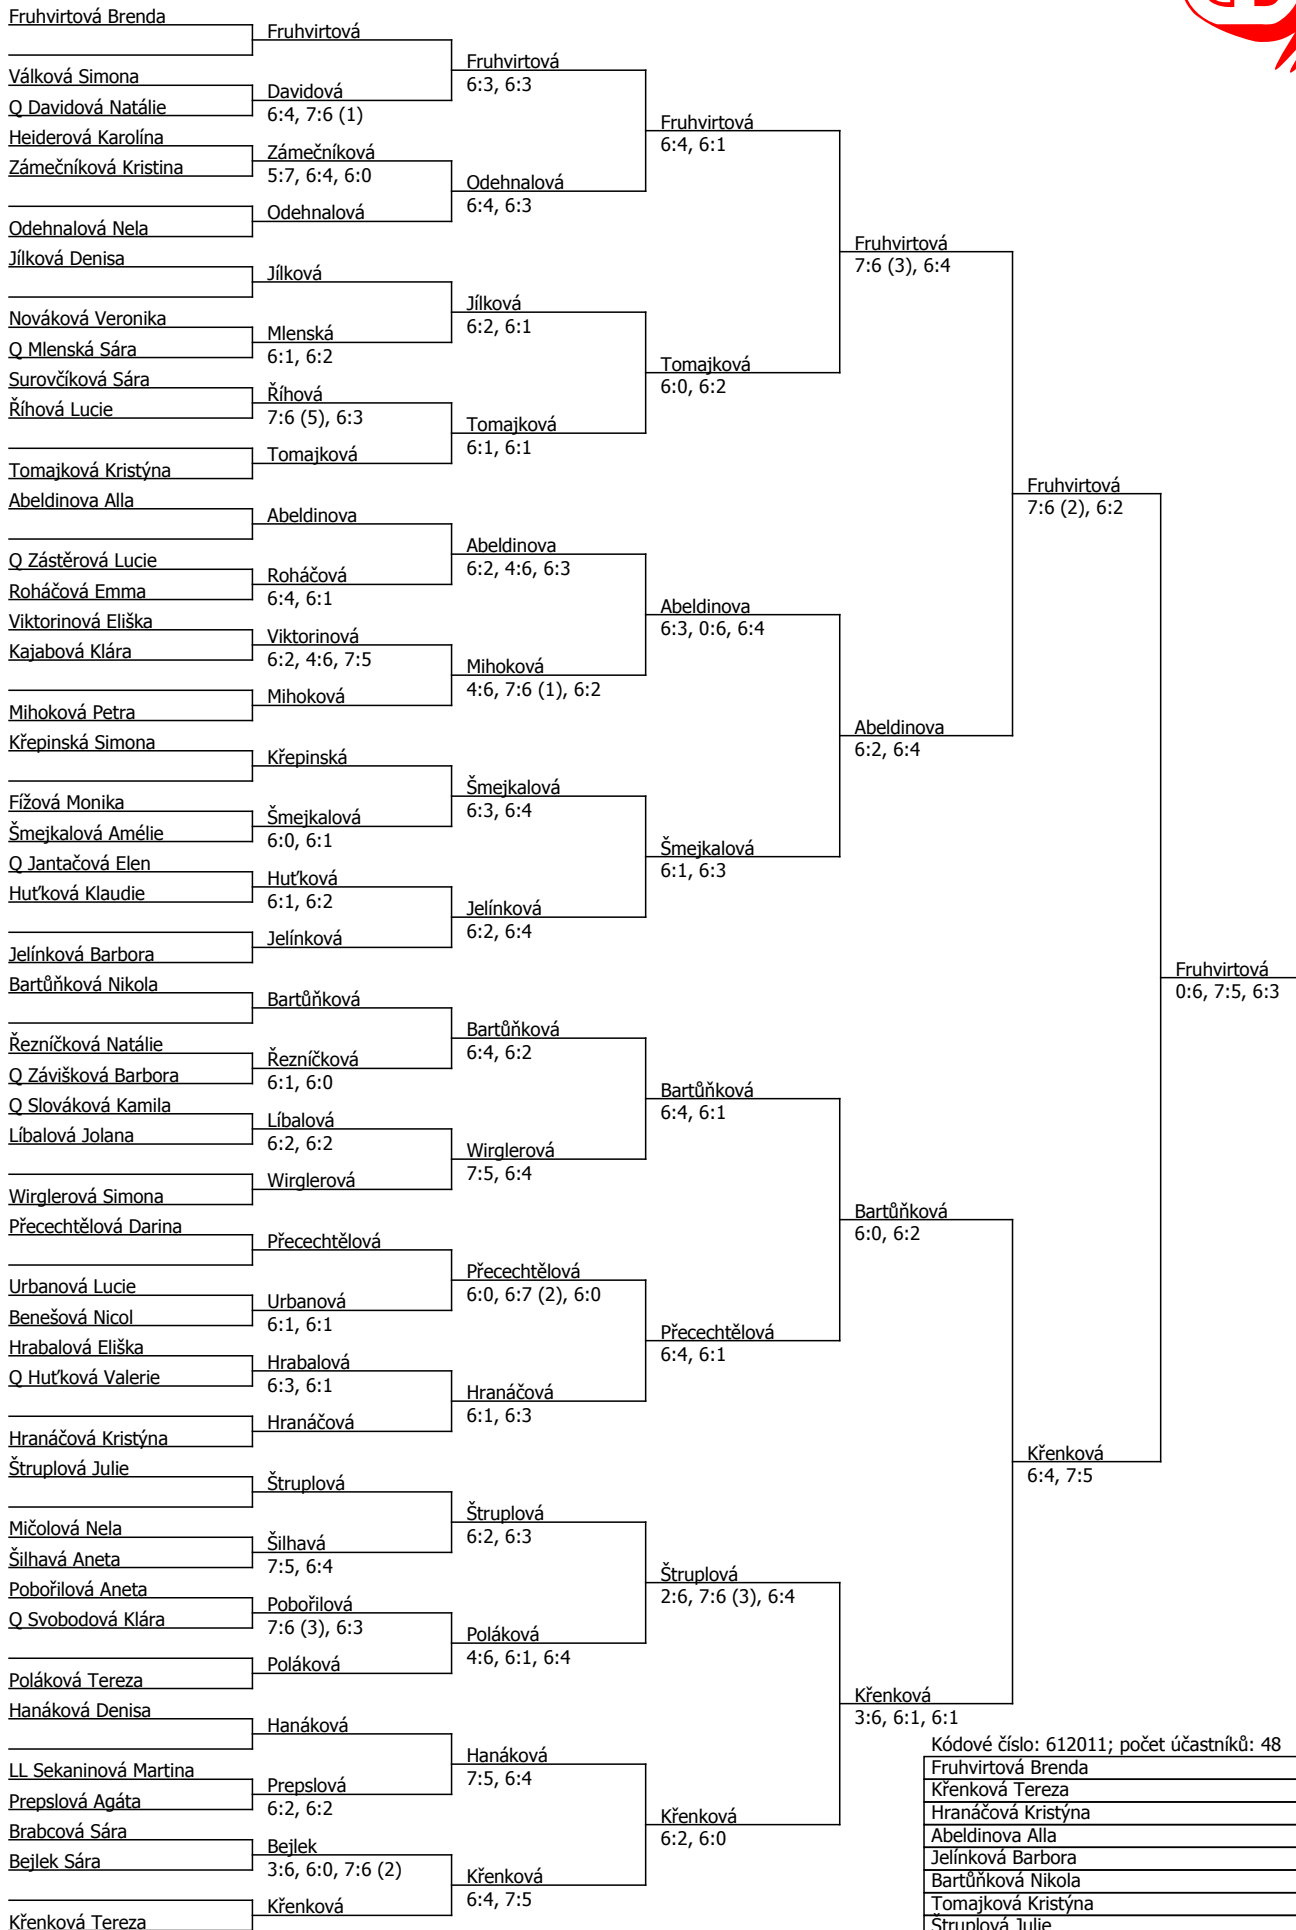 Fruhvirtová Brenda
Válková Simona
Q Davidová Natálie
Heiderová Karolína
Zámečníková Kristina
Odehnalová Nela
Jílková Denisa
Nováková Veronika
Q Mlenská Sára
Surovčíková Sára
Říhová Lucie
Tomajková Kristýna
Abeldinova Alla
Q Zástěrová Lucie
Roháčová Emma
Viktorinová Eliška
Kajabová Klára
Mihoková Petra
Křepinská Simona
Fížová Monika
Šmejkalová Amélie
Q Jantačová Elen
Huťková Klaudie
Jelínková Barbora
Bartůňková Nikola
Řezníčková Natálie
Q Závišková Barbora
Q Slováková Kamila
Líbalová Jolana
Wirglerová Simona
Přecechtělová Darina
Urbanová Lucie
Benešová Nicol
Hrabalová Eliška
Q Huťková Valerie
Hranáčová Kristýna
Štruplová Julie
Mičolová Nela
Šilhavá Aneta
Pobořilová Aneta
Q Svobodová Klára
Poláková Tereza
Hanáková Denisa
LL Sekaninová Martina
Prepslová Agáta
Brabcová Sára
Bejlek Sára
Křenková Tereza
Fruhvirtová
Davidová
6:4, 7:6 (1)
Zámečníková
5:7, 6:4, 6:0
Odehnalová
Jílková
Mlenská
6:1, 6:2
Říhová
7:6 (5), 6:3
Tomajková
Abeldinova
Roháčová
6:4, 6:1
Viktorinová
6:2, 4:6, 7:5
Mihoková
Křepinská
Šmejkalová
6:0, 6:1
Huťková
6:1, 6:2
Jelínková
Bartůňková
Řezníčková
6:1, 6:0
Líbalová
6:2, 6:2
Wirglerová
Přecechtělová
Urbanová
6:1, 6:1
Hrabalová
6:3, 6:1
Hranáčová
Štruplová
Šilhavá
7:5, 6:4
Pobořilová
7:6 (3), 6:3
Poláková
Hanáková
Prepslová
6:2, 6:2
Bejlek
3:6, 6:0, 7:6 (2)
Křenková
Fruhvirtová
6:3, 6:3
Odehnalová
6:4, 6:3
Jílková
6:2, 6:1
Tomajková
6:1, 6:1
Abeldinova
6:2, 4:6, 6:3
Mihoková
4:6, 7:6 (1), 6:2
Šmejkalová
6:3, 6:4
Jelínková
6:2, 6:4
Bartůňková
6:4, 6:2
Wirglerová
7:5, 6:4
Přecechtělová
6:0, 6:7 (2), 6:0
Hranáčová
6:1, 6:3
Štruplová
6:2, 6:3
Poláková
4:6, 6:1, 6:4
Hanáková
7:5, 6:4
Křenková
6:4, 7:5
Fruhvirtová
6:4, 6:1
Tomajková
6:0, 6:2
Abeldinova
6:3, 0:6, 6:4
Šmejkalová
6:1, 6:3
Bartůňková
6:4, 6:1
Přecechtělová
6:4, 6:1
Štruplová
2:6, 7:6 (3), 6:4
Křenková
6:2, 6:0
Fruhvirtová
7:6 (3), 6:4
Abeldinova
6:2, 6:4
Bartůňková
6:0, 6:2
Křenková
3:6, 6:1, 6:1
Fruhvirtová
7:6 (2), 6:2
Křenková
6:4, 7:5
Fruhvirtová
0:6, 7:5, 6:3
Kódové číslo: 612011; počet účastníků: 48
Fruhvirtová Brenda
Křenková Tereza
Hranáčová Kristýna
Abeldinova Alla
Jelínková Barbora
Bartůňková Nikola
Tomajková Kristýna
Štruplová Julie